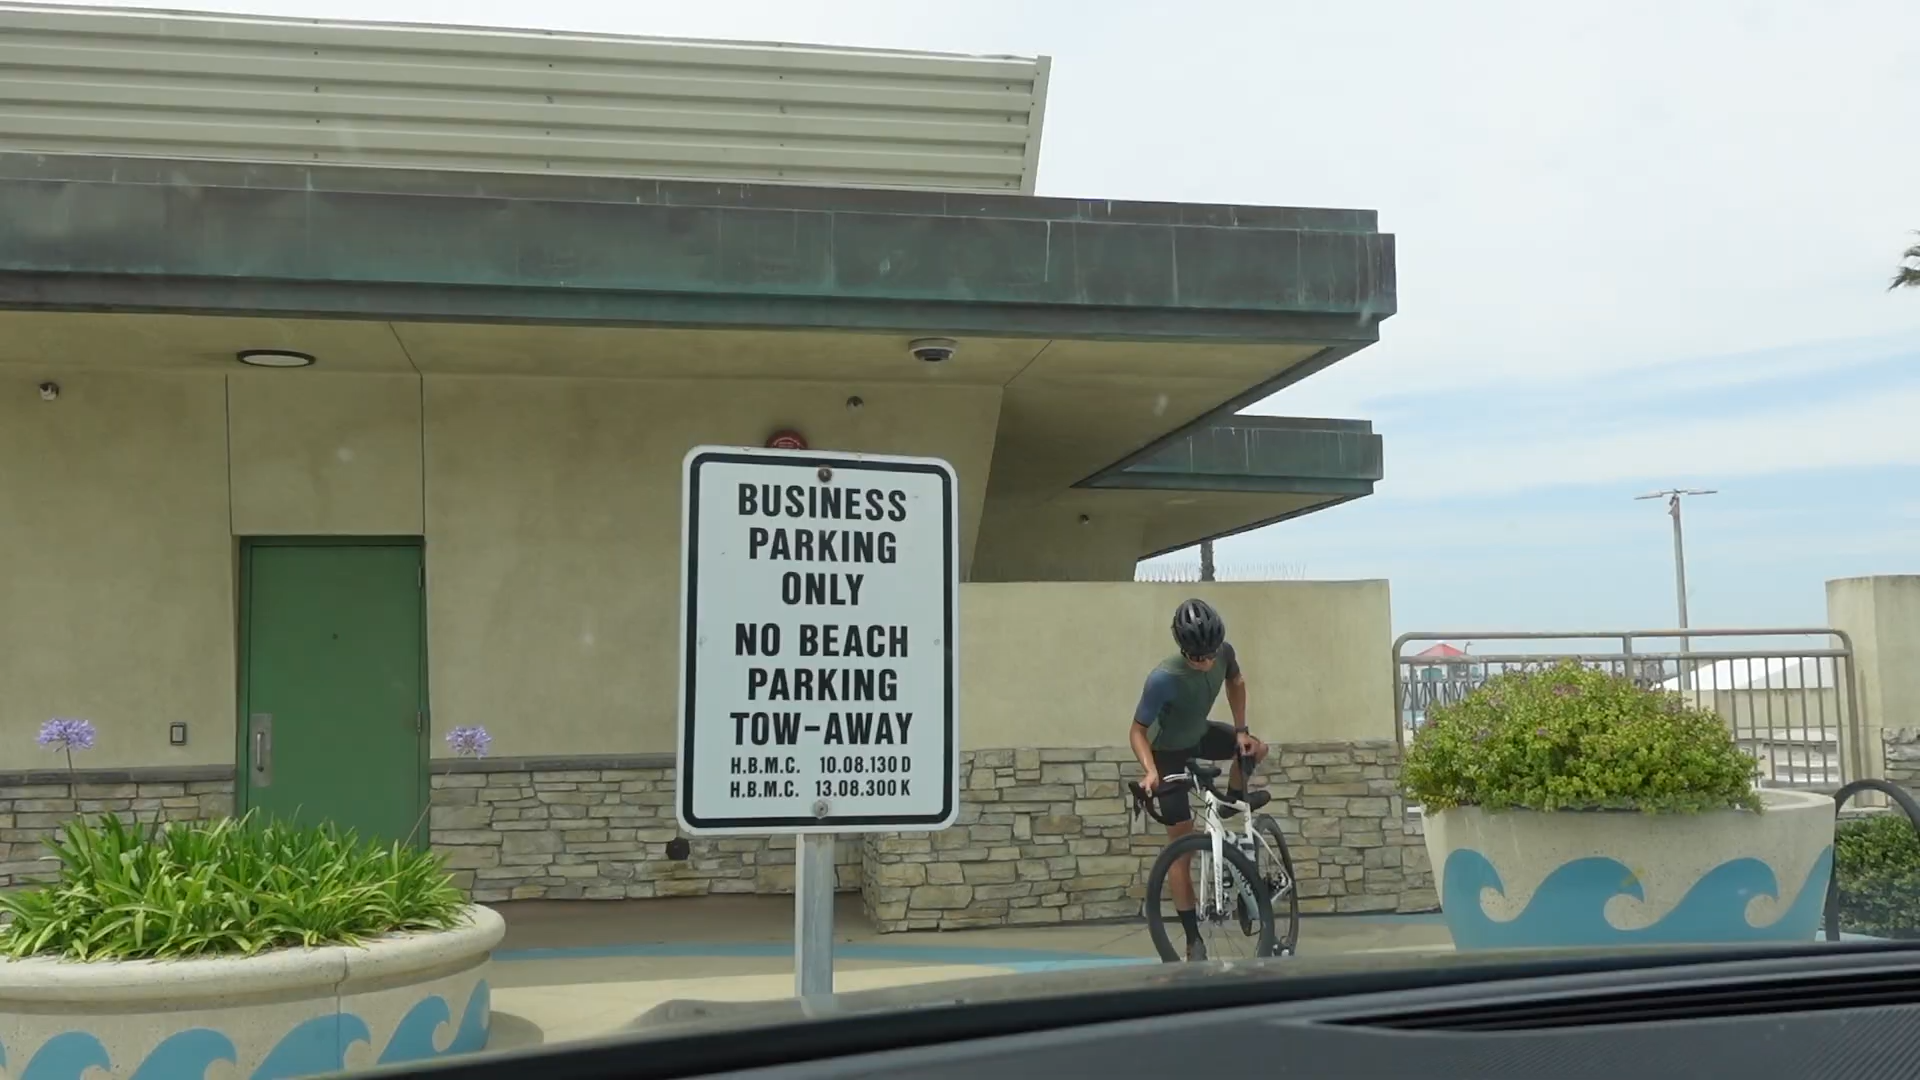 BUSINESS
PARKING
ONLY
NO BEACH
PARKING
TOW-AWAY
H.B.M.C. 10.08.130 D
H.B.M.C. 13.08.300 K